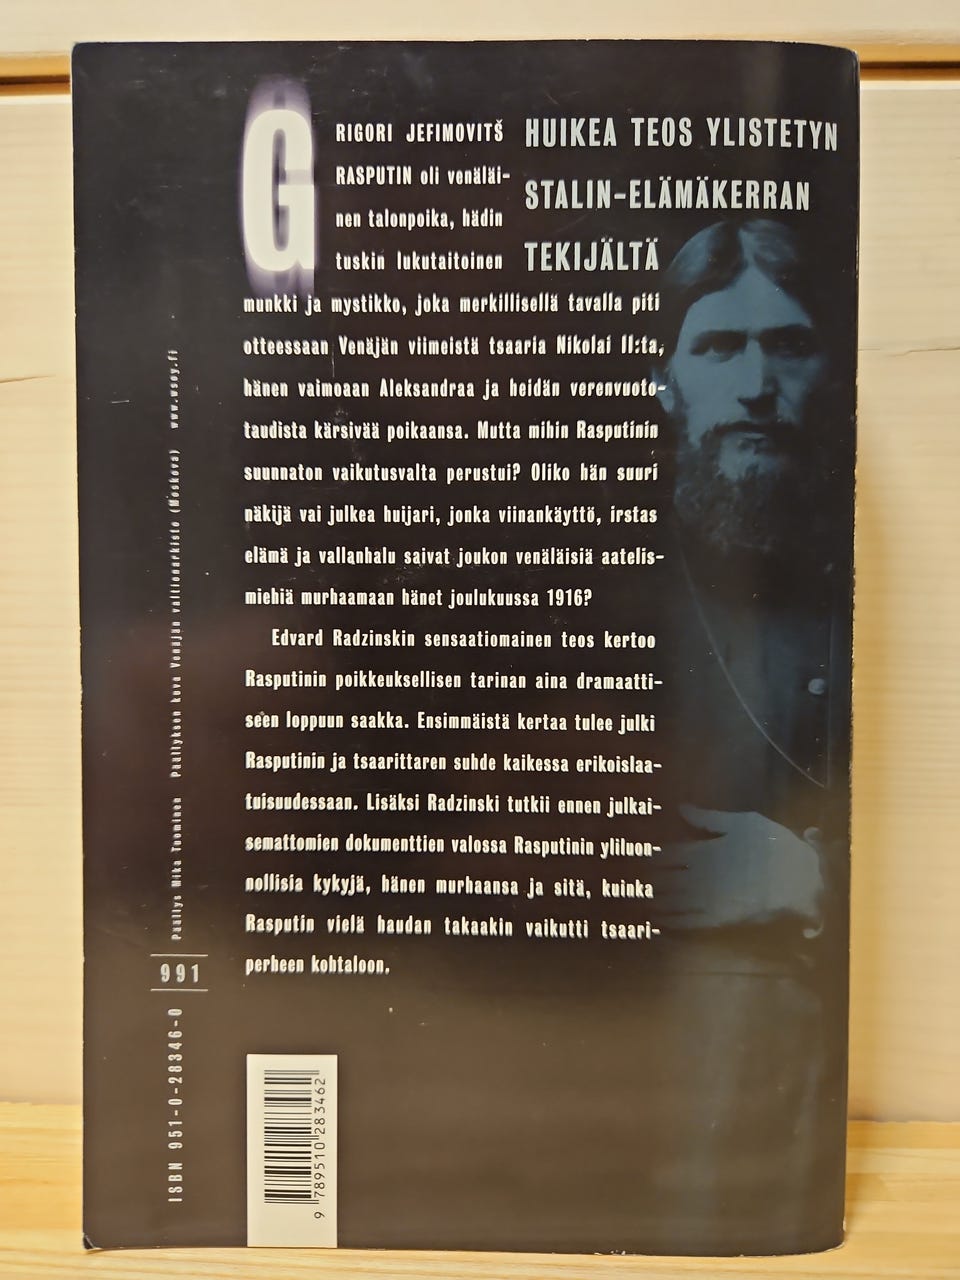 HUIKEA TEOS YLISTETYN
STALIN-ELÄMÄKERRAN
TEKIJÄLTÄ
GRIGORI JEFIMOVITŠ
RASPUTIN oli venäläi-
nen talonpoika, hädin
tuskin lukutaitoinen
munkki ja mystikko, joka merkillisellä tavalla piti
otteessaan Venäjän viimeistä tsaaria Nikolai II:ta,
hänen vaimoaan Aleksandraa ja heidän verenvuoto-
taudista kärsivää poikaansa. Mutta mihin Rasputinin
suunnaton vaikutusvalta perustui? Oliko hän suuri
näkijä vai julkea huijari, jonka viinankäyttö, irstas
elämä ja vallanhalu saivat joukon venäläisiä aatelis-
miehiä murhaamaan hänet joulukuussa 1916?
Edvard Radzinskin sensaatiomainen teos kertoo
Rasputinin poikkeuksellisen tarinan aina dramaatti-
seen loppuun saakka. Ensimmäistä kertaa tulee julki
Rasputinin ja tsaarittaren suhde kaikessa erikoislaa-
tuisuudessaan. Lisäksi Radzinski tutkii ennen julkai-
semattomien dokumenttien valossa Rasputinin yliluon-
nollisia kykyjä, hänen murhaansa ja sitä, kuinka
Rasputin vielä haudan takaakin vaikutti tsaari-
perheen kohtaloon.
Päällys Mika Tuominen Päällyksen kuva Venäjän valtionarkisto (Moskova) www.wsoy.fi
991
ISBN 951-0-28346-0
9 789510 283462